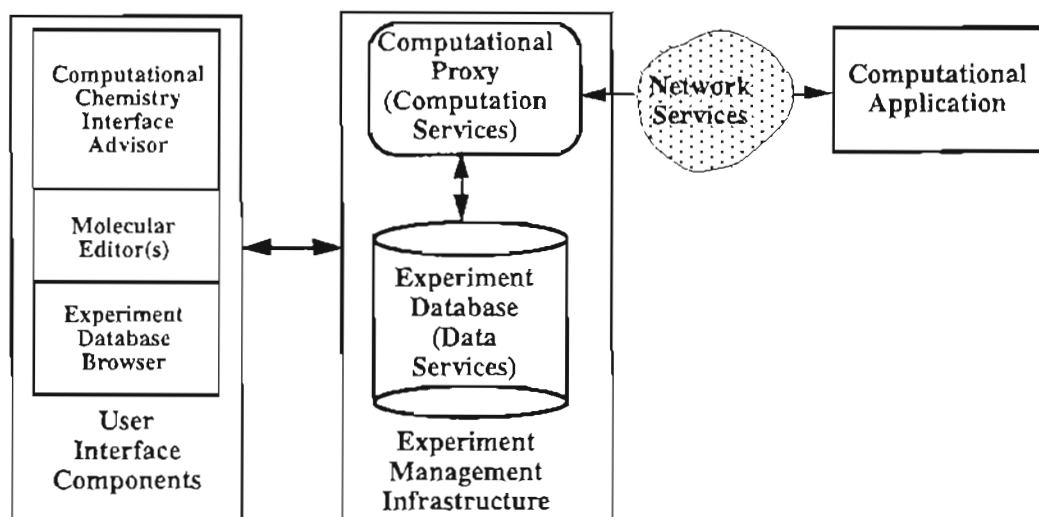 Computational
Chemistry
Interface
Advisor
Molecular
Editor(s)
Experiment
Database
Browser
User
Interface
Components
Computational
Proxy
(Computation
Services)
Experiment
Database
(Data
Services)
Experiment
Management
Infrastructure
Network
Services
Computational
Application